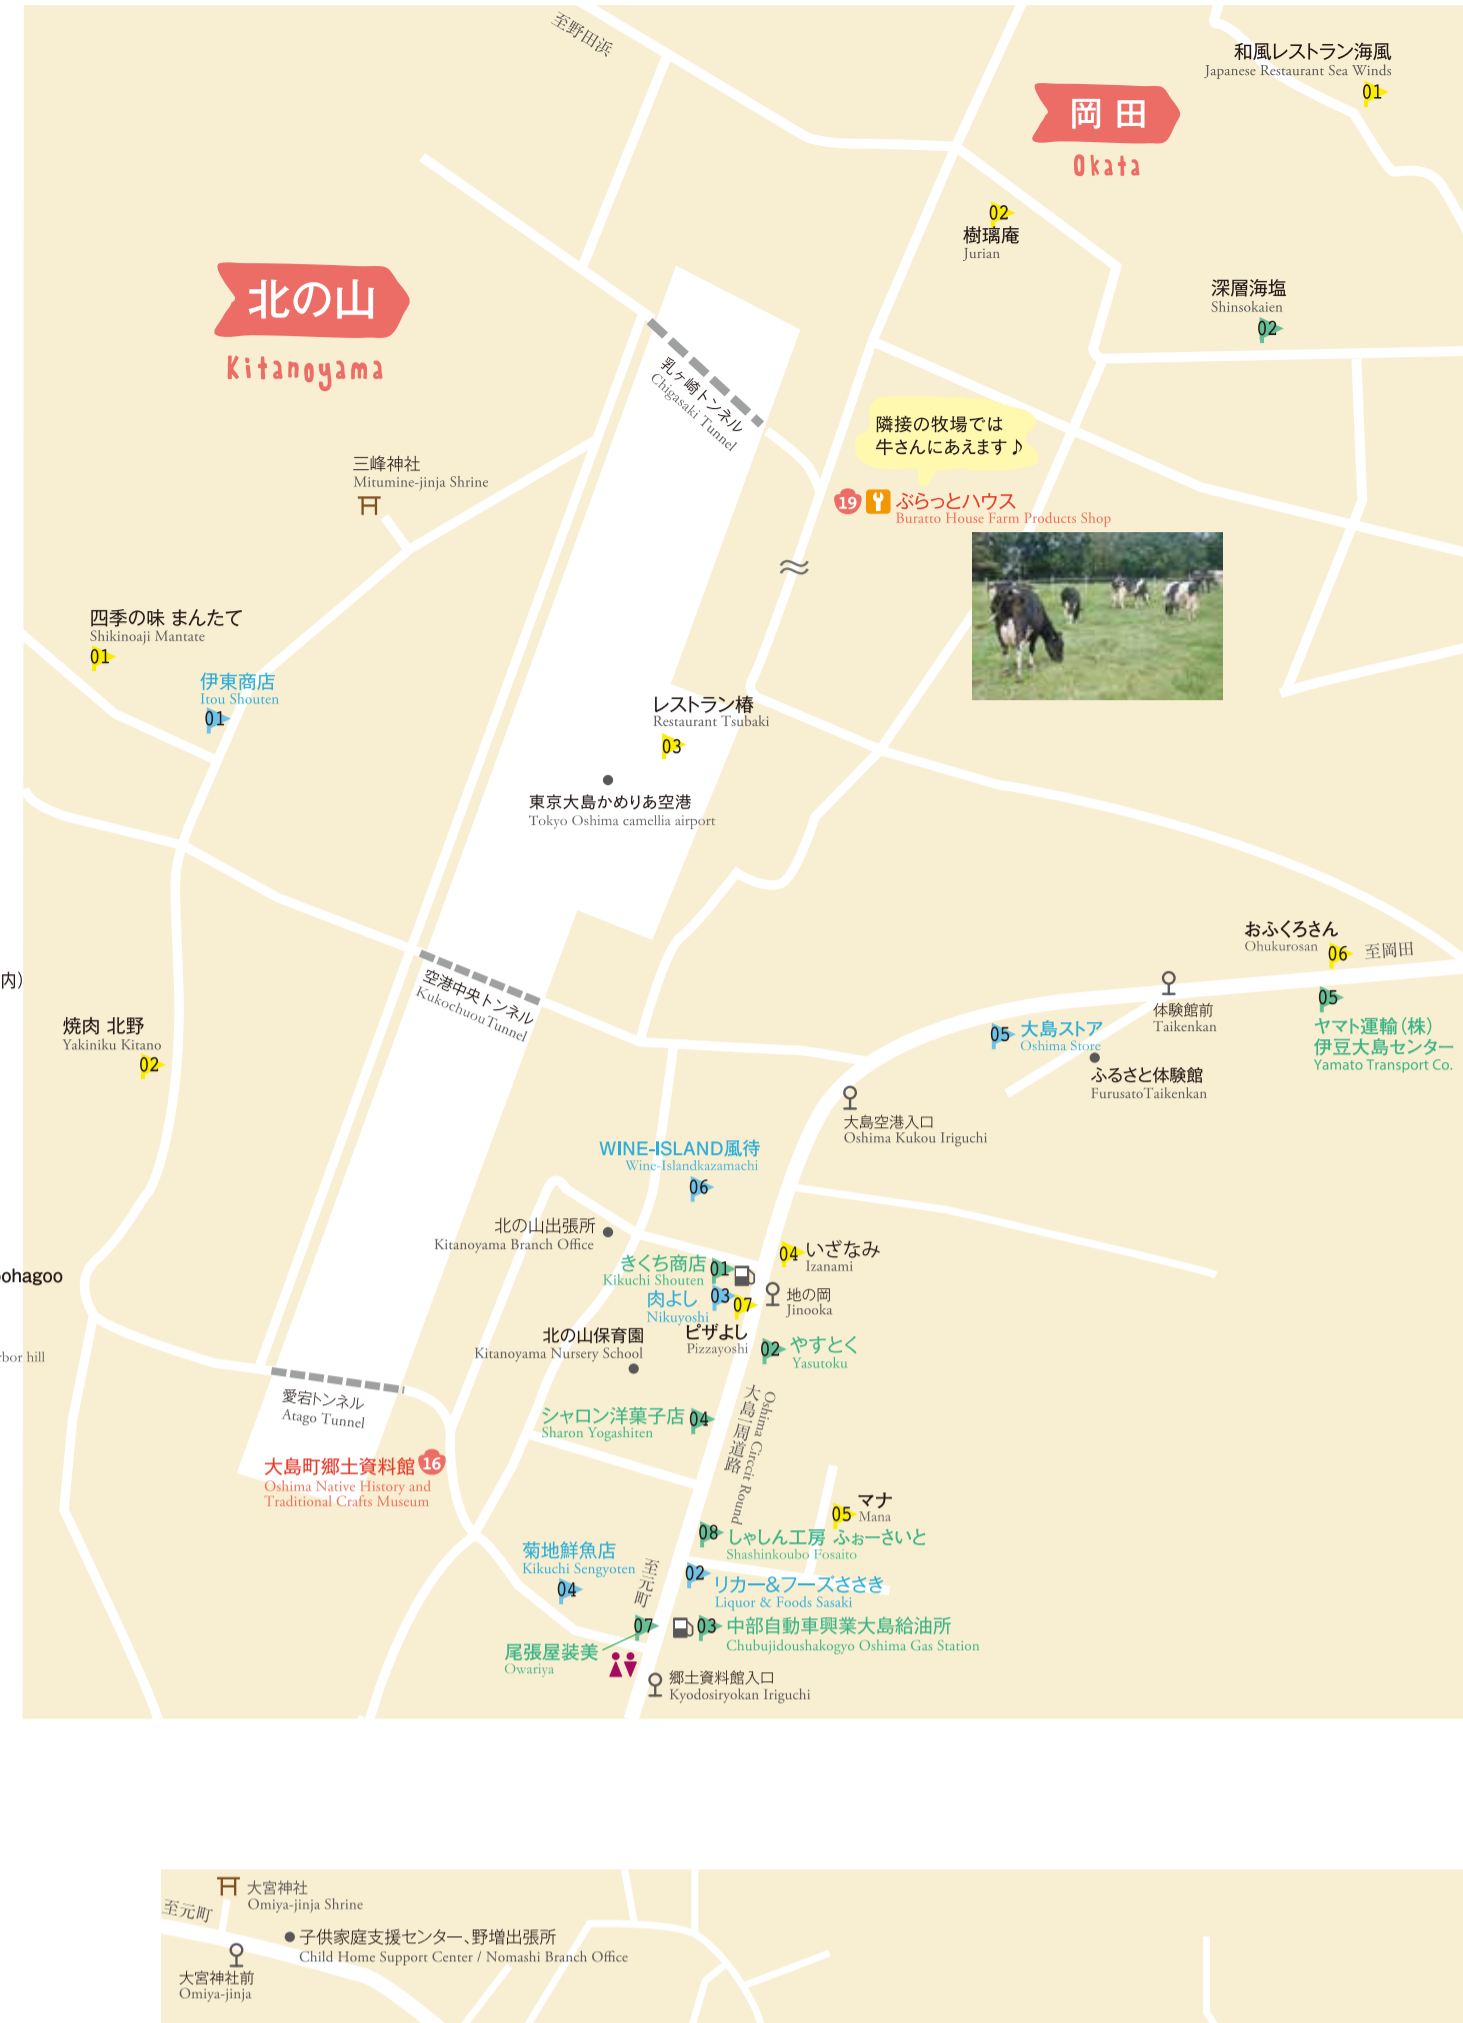 至野田浜
和風レストラン海風
Japanese Restaurant Sea Winds
01
岡田
Okata
02
樹璃庵
Jurian
北の山
Kitanoyama
深層海塩
Shinsokaien
02
乳ヶ崎トンネル
Chigasaki Tunnel
隣接の牧場では
牛さんにあえます♪
三峰神社
Mitumine-jinja Shrine
19
ぶらっとハウス
Buratto House Farm Products Shop
四季の味 まんたて
Shikinoaji Mantate
01
伊東商店
Itou Shouten
01
レストラン椿
Restaurant Tsubaki
03
東京大島かめりあ空港
Tokyo Oshima camellia airport
おふくろさん
Ohukurosan
06
至岡田
内）
空港中央トンネル
Kukochuou Tunnel
体験館前
Taikenkan
05
ヤマト運輸（株）
伊豆大島センター
Yamato Transport Co.
焼肉 北野
Yakiniku Kitano
02
05
大島ストア
Oshima Store
ふるさと体験館
FurusatoTaikenkan
大島空港入口
Oshima Kukou Iriguchi
WINE-ISLAND風待
Wine-Islandkazamachi
06
北の山出張所
Kitanoyama Branch Office
04
いざなみ
Izanami
きくち商店
Kikuchi Shouten
01
ohagoo
肉よし
Nikuyoshi
03
07
地の岡
Jinooka
ピザよし
Pizzayoshi
北の山保育園
Kitanoyama Nursery School
02
やすとく
Yasutoku
rbor hill
愛宕トンネル
Atago Tunnel
大島一周道路
Oshima Circcit Round
シャロン洋菓子店
Sharon Yogashiten
04
大島町郷土資料館
16
Oshima Native History and
Traditional Crafts Museum
マナ
05
Mana
08
しゃしん工房 ふぉーさいと
Shashinkoubo Fosaito
菊地鮮魚店
Kikuchi Sengyoten
04
至元町
02
リカー&フーズささき
Liquor & Foods Sasaki
07
03
中部自動車興業大島給油所
Chubujidoushakogyo Oshima Gas Station
尾張屋装美
Owariya
郷土資料館入口
Kyodosiryokan Iriguchi
大宮神社
Omiya-jinja Shrine
至元町
子供家庭支援センター、野増出張所
Child Home Support Center / Nomashi Branch Office
大宮神社前
Omiya-jinja